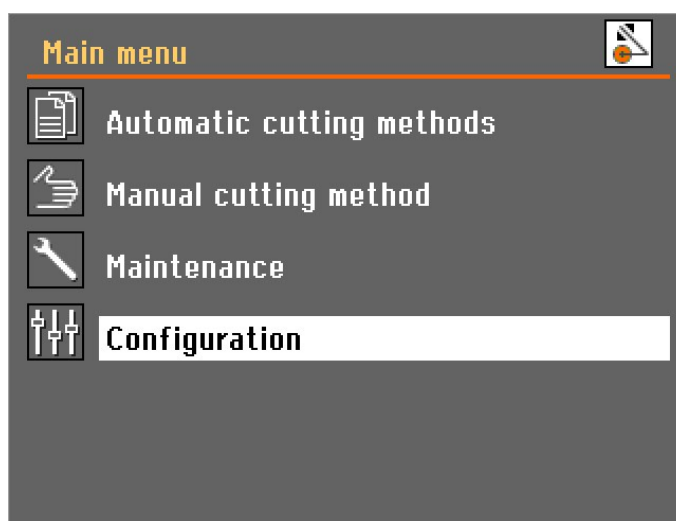 Main menu
Automatic cutting methods
Manual cutting method
Maintenance
Configuration